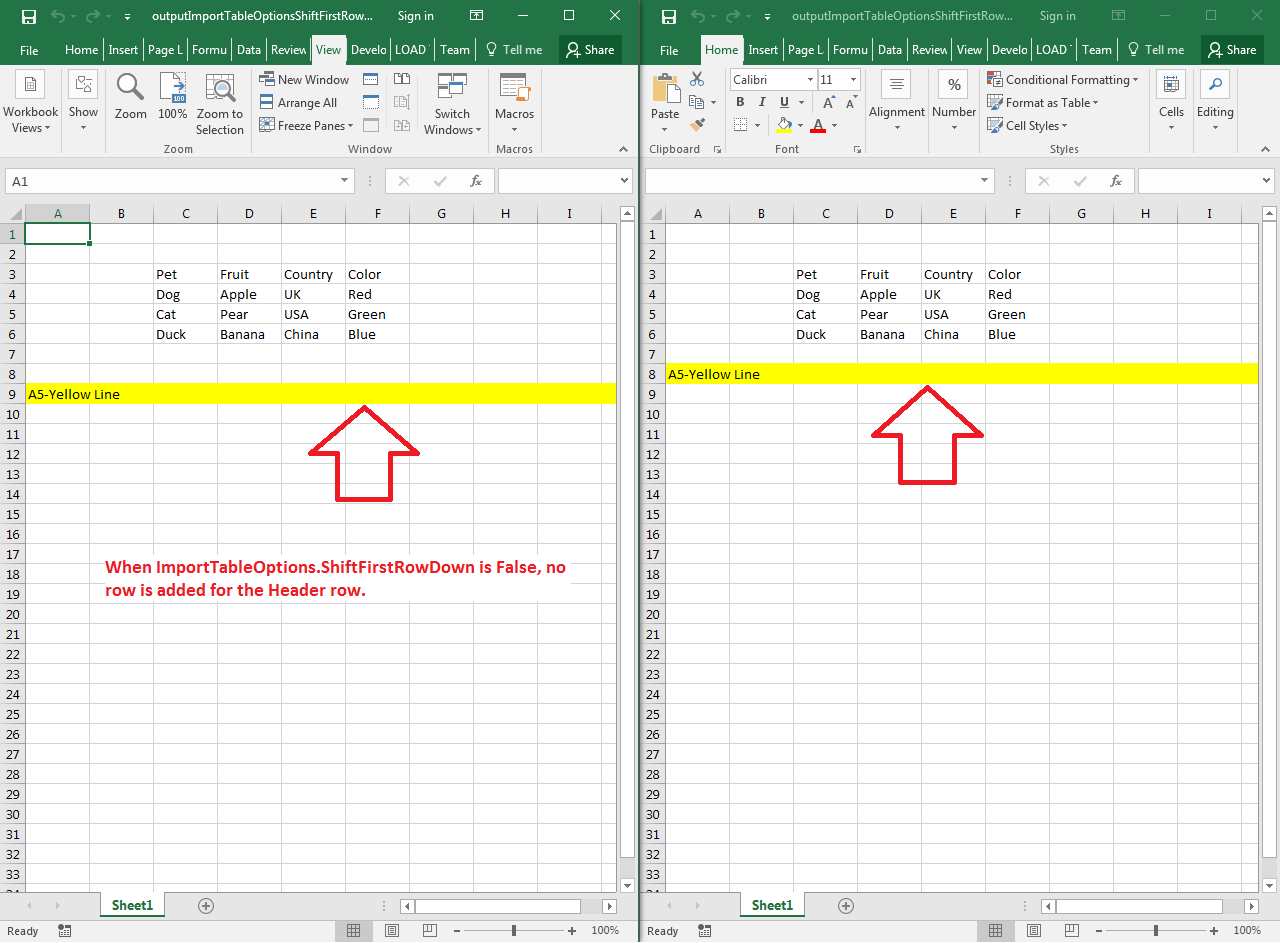 outputImportTableOptionsShiftFirstRow... Sign in
File Home Insert Page L Formu Data Review View Develo LOAD Team Tell me Share
Workbook Views Show Zoom 100% Zoom to Selection New Window Arrange All Freeze Panes Switch Windows Macros
Zoom Window Macros
A1 fx
A B C D E F G H I
1
2
3 Pet Fruit Country Color
4 Dog Apple UK Red
5 Cat Pear USA Green
6 Duck Banana China Blue
7
8
9 A5-Yellow Line
10
11
12
13
14
15
16
17
When ImportTableOptions.ShiftFirstRowDown is False, no
18
row is added for the Header row.
19
20
21
22
23
24
25
26
27
28
29
30
31
32
33
Sheet1
Ready 100%
outputImportTableOptionsShiftFirstRow... Sign in
File Home Insert Page L Formu Data Review View Develo LOAD Team Tell me Share
Paste Calibri 11 B I U A A A Alignment % Number Conditional Formatting Format as Table Cell Styles Cells Editing
Clipboard Font Styles
fx
A B C D E F G H I
1
2
3 Pet Fruit Country Color
4 Dog Apple UK Red
5 Cat Pear USA Green
6 Duck Banana China Blue
7
8 A5-Yellow Line
9
10
11
12
13
14
15
16
17
18
19
20
21
22
23
24
25
26
27
28
29
30
31
32
33
Sheet1
Ready 100%